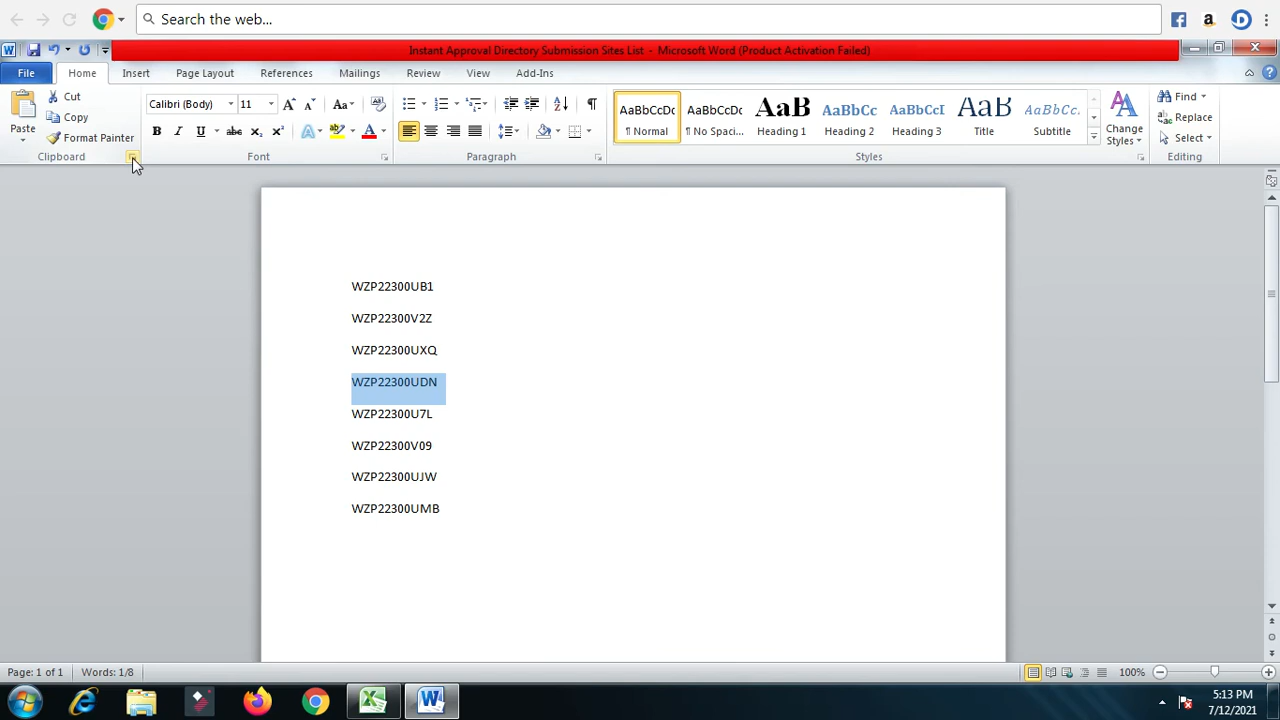 Search the web...
Instant Approval Directory Submission Sites List - Microsoft Word (Product Activation Failed)
File Home Insert Page Layout References Mailings Review View Add-Ins
Paste
Cut
Copy
Format Painter
Clipboard
Calibri (Body) 11
Font
Paragraph
AaBbCcDc AaBbCcDc AaB AaBbCc AaBbCcI AaB AaBbCc.
¶ Normal ¶ No Spaci... Heading 1 Heading 2 Heading 3 Title Subtitle
Change Styles
Styles
Find
Replace
Select
Editing
WZP22300UB1
WZP22300V2Z
WZP22300UXQ
WZP22300UDN
WZP22300U7L
WZP22300V09
WZP22300UJW
WZP22300UMB
Page: 1 of 1 Words: 1/8 100%
5:13 PM
7/12/2021